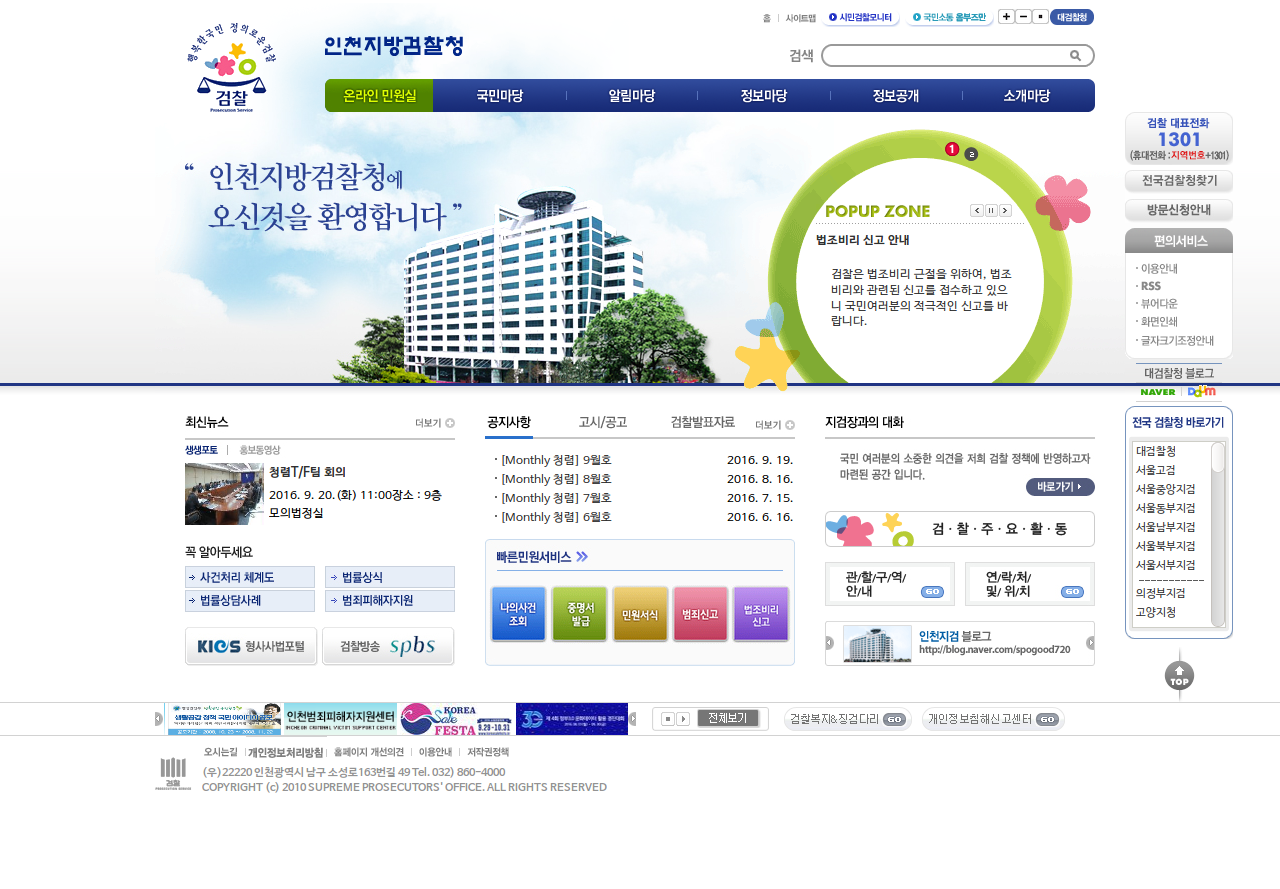 홈 사이트맵 시민검찰모니터 국민소통 옴부즈만 대검찰청
행복한국민 정의로운검찰
검찰
Prosecution Service
인천지방검찰청
검색
온라인 민원실 국민마당 알림마당 정보마당 정보공개 소개마당
“ 인천지방검찰청에
오신것을 환영합니다 ”
1 2
POPUP ZONE
법조비리 신고 안내
검찰은 법조비리 근절을 위하여, 법조
비리와 관련된 신고를 접수하고 있으
니 국민여러분의 적극적인 신고를 바
랍니다.
검찰 대표전화
1301
(휴대전화 : 지역번호+1301)
전국검찰청찾기
방문신청안내
편의서비스
· 이용안내
· RSS
· 뷰어다운
· 화면인쇄
· 글자크기조정안내
대검찰청 블로그
NAVER Daum
전국 검찰청 바로가기
대검찰청
서울고검
서울중앙지검
서울동부지검
서울남부지검
서울북부지검
서울서부지검
-----------
의정부지검
고양지청
TOP
최신뉴스 더보기
생생포토 홍보동영상
청렴T/F팀 회의
2016. 9. 20.(화) 11:00장소 : 9층
모의법정실
공지사항 고시/공고 검찰발표자료 더보기
· [Monthly 청렴] 9월호 2016. 9. 19.
· [Monthly 청렴] 8월호 2016. 8. 16.
· [Monthly 청렴] 7월호 2016. 7. 15.
· [Monthly 청렴] 6월호 2016. 6. 16.
지검장과의 대화
국민 여러분의 소중한 의견을 저희 검찰 정책에 반영하고자
마련된 공간 입니다.
바로가기
검·찰·주·요·활·동
꼭 알아두세요
사건처리 체계도 법률상식
법률상담사례 범죄피해자지원
KICS 형사사법포털 검찰방송 spbs
빠른민원서비스
나의사건
조회
증명서
발급
민원서식
범죄신고
법조비리
신고
관/할/구/역/
안/내
GO
연/락/처/
및/ 위/치
GO
인천지검 블로그
http://blog.naver.com/spogood720
인천범죄피해자지원센터
INCHEON CRIMINAL VICTIM SUPPORT CENTER
KOREA
Sale
FESTA
9.29-10.31
전체보기
검찰복지&징검다리 GO
개인정보침해신고센터 GO
오시는길 개인정보처리방침 홈페이지 개선의견 이용안내 저작권정책
검찰
PROSECUTION SERVICE
(우)22220 인천광역시 남구 소성로163번길 49 Tel. 032) 860-4000
COPYRIGHT (c) 2010 SUPREME PROSECUTORS' OFFICE. ALL RIGHTS RESERVED